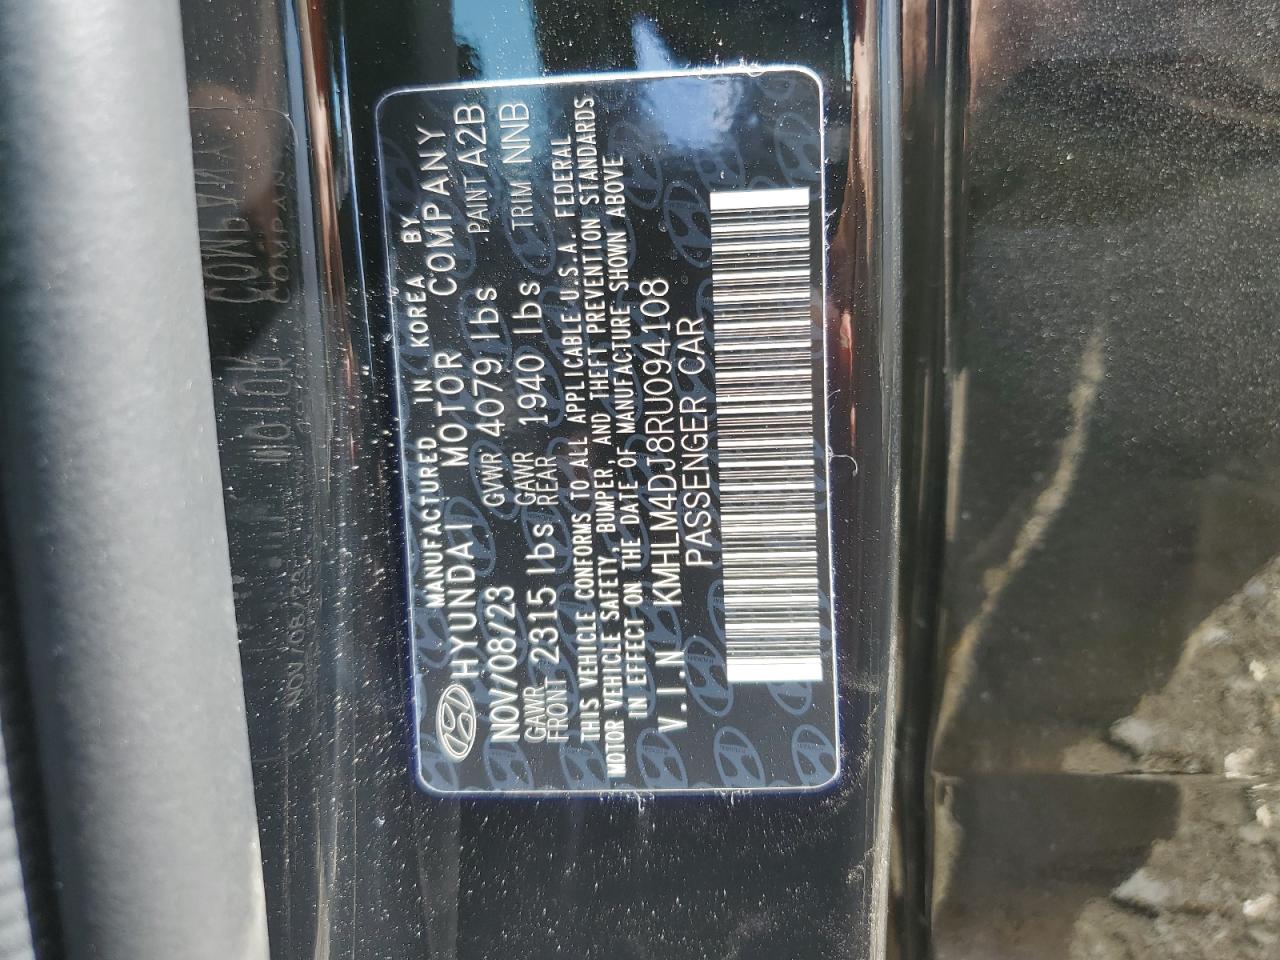 MANUFACTURED IN KOREA BY
HYUNDAI MOTOR COMPANY
NOV/08/23 GVWR 4079 lbs PAINT A2B
GAWR FRONT 2315 lbs GAWR REAR 1940 lbs TRIM NNB
THIS VEHICLE CONFORMS TO ALL APPLICABLE U.S.A. FEDERAL
MOTOR VEHICLE SAFETY, BUMPER, AND THEFT PREVENTION STANDARDS
IN EFFECT ON THE DATE OF MANUFACTURE SHOWN ABOVE
V.I.N KMHLM4DJ8RU094108
PASSENGER CAR